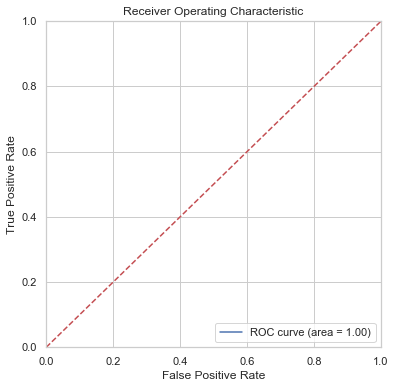 Receiver Operating Characteristic
1.0
0.8
0.6
0.4
0.2
0.0
True Positive Rate
ROC curve (area = 1.00)
0.0 0.2 0.4 0.6 0.8 1.0
False Positive Rate